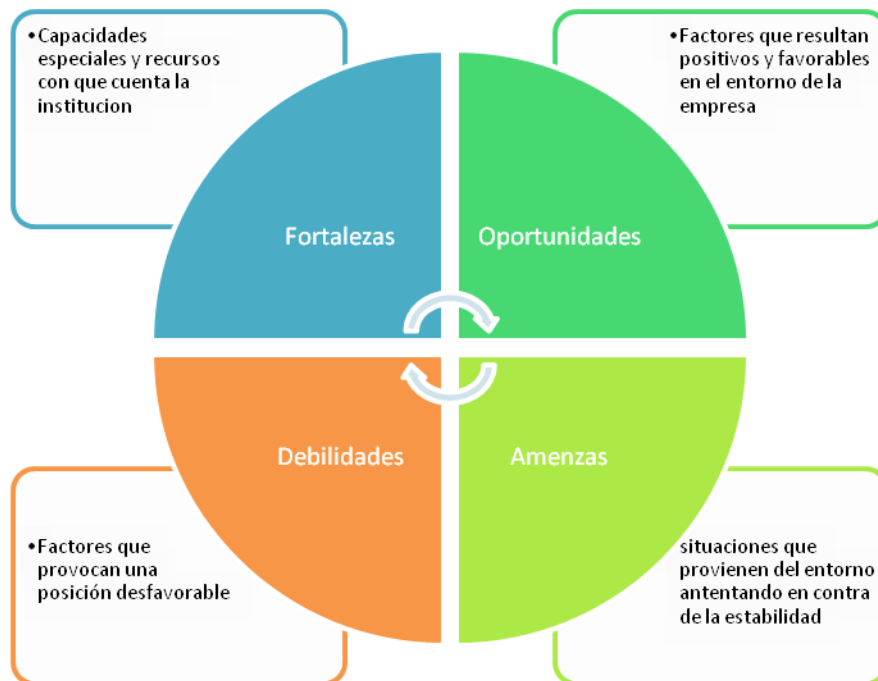 •Capacidades
especiales y recursos
con que cuenta la
institucion
•Factores que resultan
positivos y favorables
en el entorno de la
empresa
Fortalezas
Oportunidades
Debilidades
Amenzas
•Factores que
provocan una
posición desfavorable
situaciones que
provienen del entorno
antentando en contra
de la estabilidad